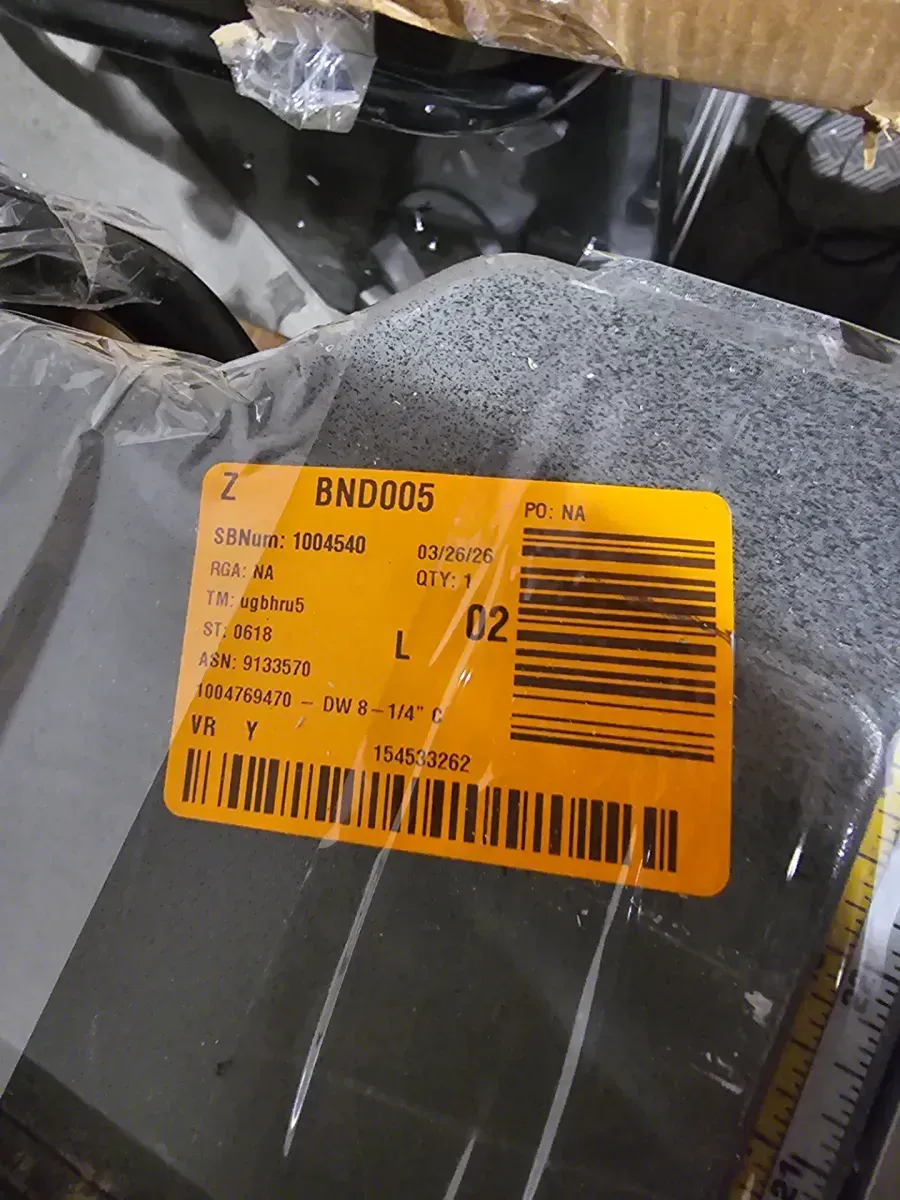 Z BND005
PO: NA
SBNum: 1004540
03/26/26
RGA: NA
QTY: 1
TM: ugbhru5
02
ST: 0618
L
ASN: 9133570
1004769470 - DW 8-1/4" C
VR Y
154533262
21